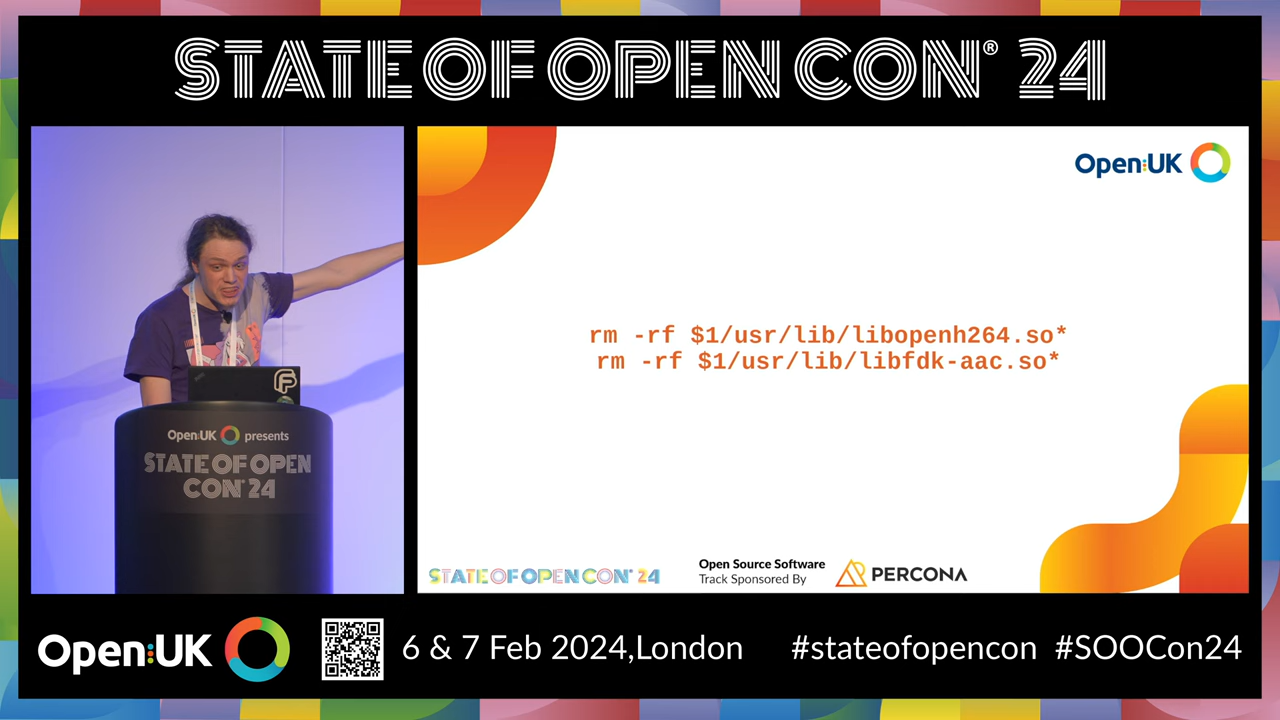 STATE OF OPEN CON® 24
Open:UK
rm -rf $1/usr/lib/libopenh264.so*
rm -rf $1/usr/lib/libfdk-aac.so*
Open:UK presents
STATE OF OPEN
CON® 24
STATE OF OPEN CON® 24
Open Source Software
Track Sponsored By
PERCONA
Open:UK
6 & 7 Feb 2024,London
#stateofopencon #SOOCon24